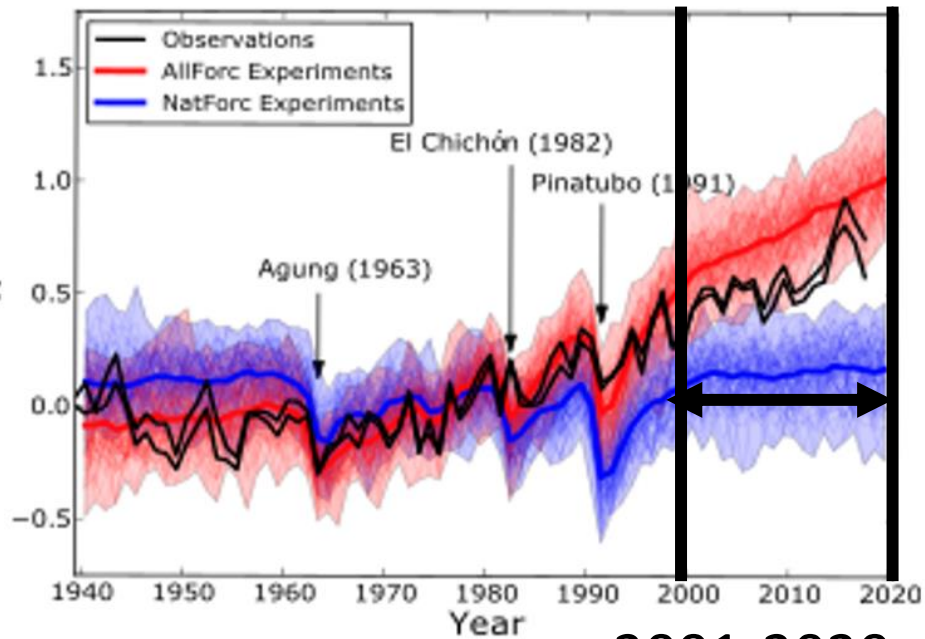 Observations
AllForc Experiments
NatForc Experiments
1.5
El Chichón (1982)
1.0
Pinatubo (1991)
Agung (1963)
0.5
0.0
−0.5
1940 1950 1960 1970 1980 1990 2000 2010 2020
Year